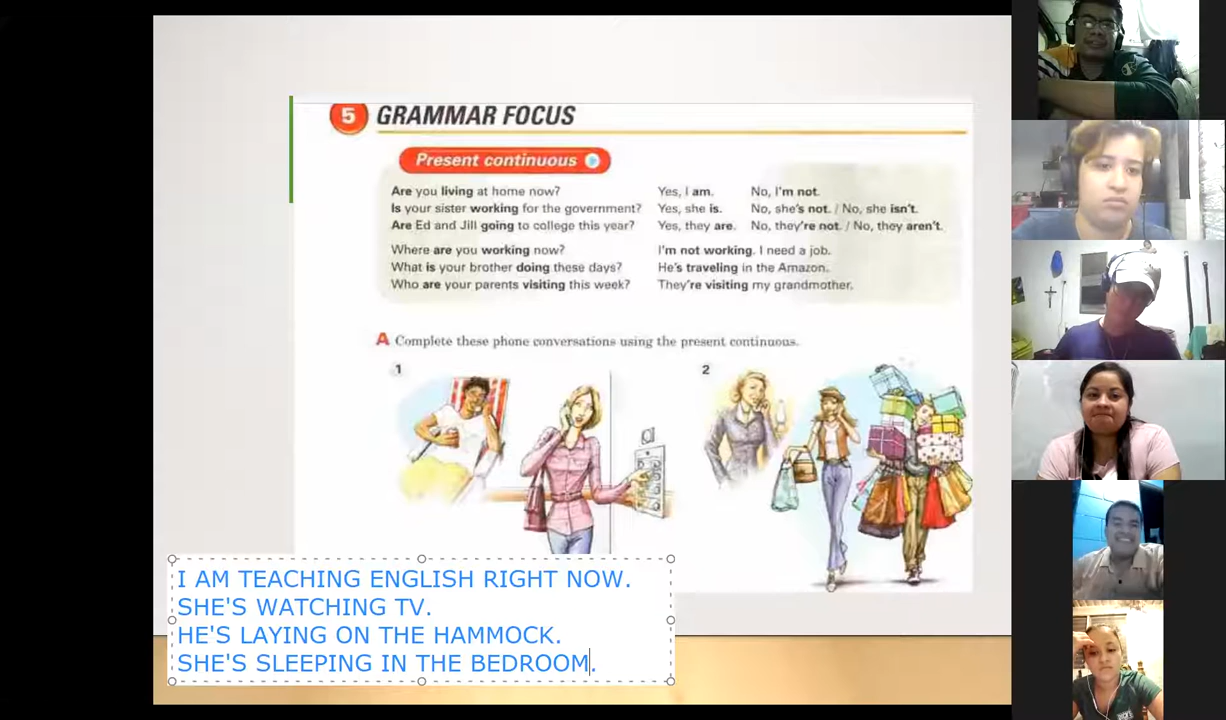 5 GRAMMAR FOCUS
Present continuous
Are you living at home now? Yes, I am. No, I'm not.
Is your sister working for the government? Yes, she is. No, she's not. / No, she isn't.
Are Ed and Jill going to college this year? Yes, they are. No, they're not. / No, they aren't.
Where are you working now? I'm not working. I need a job.
What is your brother doing these days? He's traveling in the Amazon.
Who are your parents visiting this week? They're visiting my grandmother.
A Complete these phone conversations using the present continuous.
1 2
I AM TEACHING ENGLISH RIGHT NOW.
SHE'S WATCHING TV.
HE'S LAYING ON THE HAMMOCK.
SHE'S SLEEPING IN THE BEDROOM.